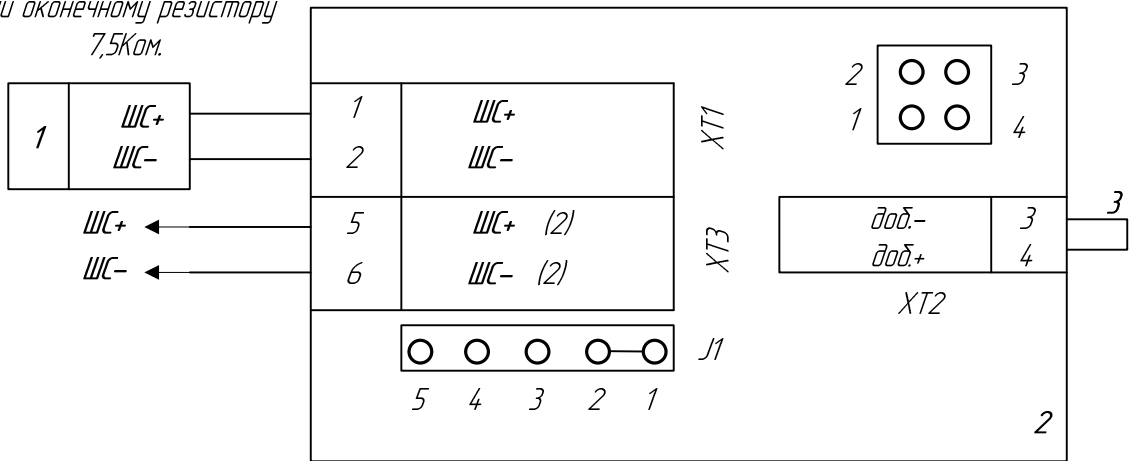 и оконечному резистору
7,5Ком.
1
ШС+
ШС-
ШС+
ШС-
1
2
5
6
ШС+
ШС-
ШС+ (2)
ШС- (2)
XT1
XT3
J1
5 4 3 2 1
2
1
3
4
доб.-
доб.+
3
4
XT2
3
2